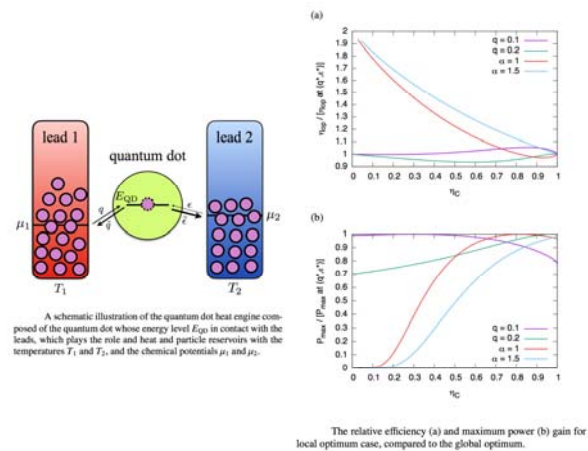 lead 1
lead 2
quantum dot
E_QD
q
q̄
ϵ
ϵ̄
μ₁
μ₂
T₁
T₂
A schematic illustration of the quantum dot heat engine com-
posed of the quantum dot whose energy level E_QD in contact with the
leads, which plays the role and heat and particle reservoirs with the
temperatures T₁ and T₂, and the chemical potentials μ₁ and μ₂.
(a)
2
1.9
1.8
1.7
1.6
1.5
1.4
1.3
1.2
1.1
1
0.9
q = 0.1
q = 0.2
α = 1
α = 1.5
0 0.1 0.2 0.3 0.4 0.5 0.6 0.7 0.8 0.9 1
η_C
(b)
P_max / [P_max at (q*,ϵ*)]
1
0.9
0.8
0.7
0.6
0.5
0.4
0.3
0.2
0.1
0
q = 0.1
q = 0.2
α = 1
α = 1.5
0 0.1 0.2 0.3 0.4 0.5 0.6 0.7 0.8 0.9 1
η_C
The relative efficiency (a) and maximum power (b) gain for
local optimum case, compared to the global optimum.